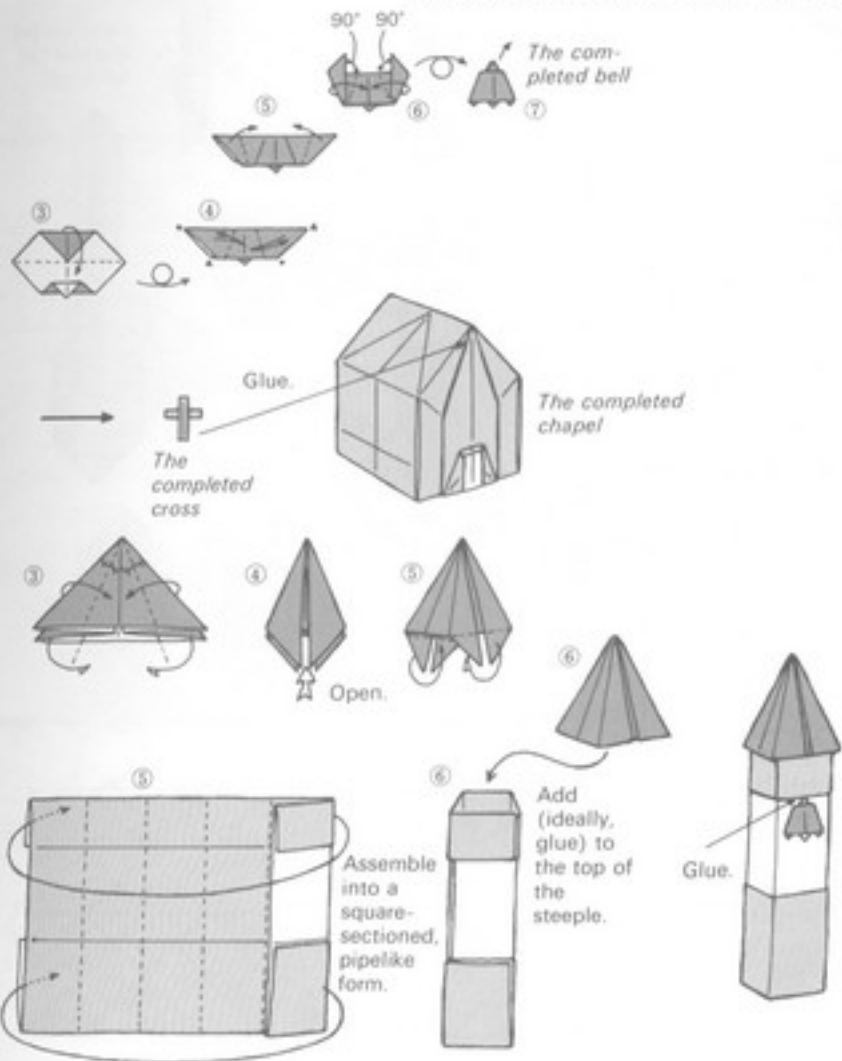 90° 90°
The com-
pleted bell
⑤
⑥
⑦
③
④
Glue.
The completed
chapel
The
completed
cross
③
④
⑤
Open.
⑥
⑤
⑥
Add
(ideally,
glue) to
the top of
the
steeple.
Assemble
into a
square-
sectioned,
pipelike
form.
Glue.